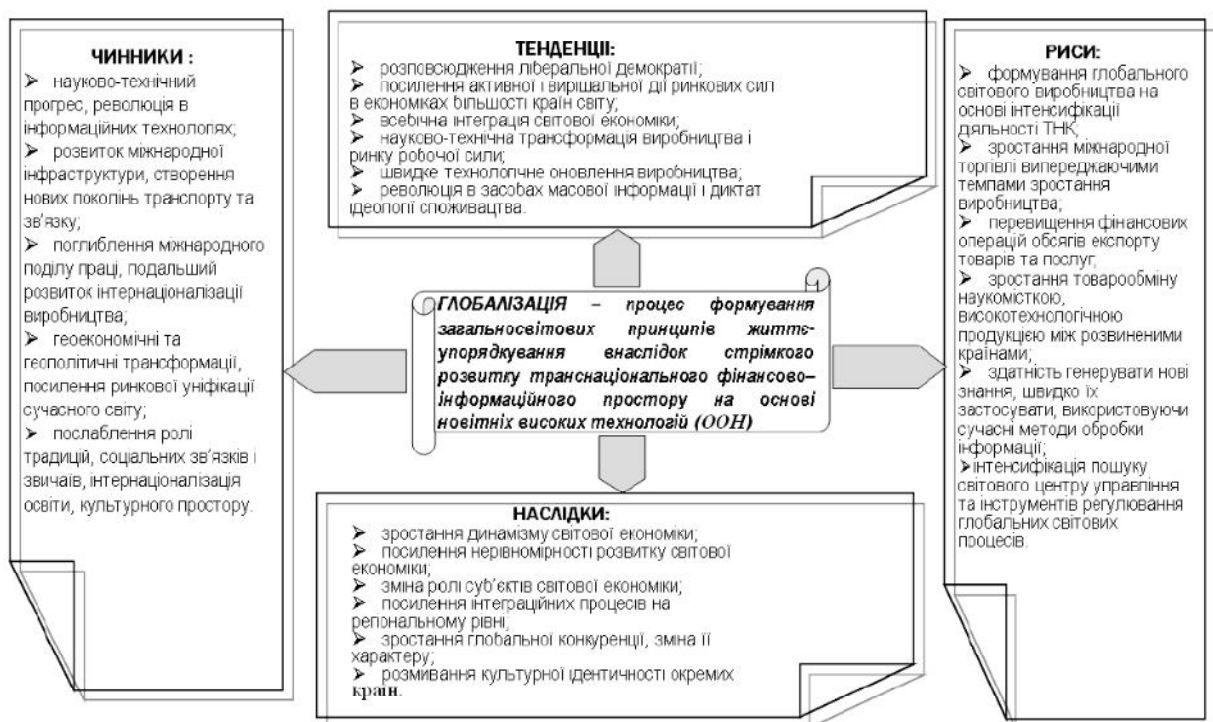 ЧИННИКИ :
➢ науково-технічний
прогрес, революція в
інформаційних технологіях;
➢ розвиток міжнародної
інфраструктури, створення
нових поколінь транспорту та
зв'язку;
➢ поглиблення міжнародного
поділу праці, подальший
розвиток інтернаціоналізації
виробництва;
➢ геоекономічні та
геополітичні трансформації,
посилення ринкової уніфікації
сучасного світу;
➢ послаблення ролі
традицій, соціальних зв'язків і
звичаїв, інтернаціоналізація
освіти, культурного простору.
ТЕНДЕНЦІЇ:
➢ розповсюдження ліберальної демократії;
➢ посилення активної і вирішальної дії ринкових сил
в економіках більшості країн світу;
➢ всебічна інтеграція світової економіки;
➢ науково-технічна трансформація виробництва і
ринку робочої сили;
➢ швидке технологічне оновлення виробництва;
➢ революція в засобах масової інформації і диктат
ідеології споживацтва.
ГЛОБАЛІЗАЦІЯ – процес формування
загальносвітових принципів життє-
упорядкування внаслідок стрімкого
розвитку транснаціонального фінансово–
інформаційного простору на основі
новітніх високих технологій (ООН)
НАСЛІДКИ:
➢ зростання динамізму світової економіки;
➢ посилення нерівномірності розвитку світової
економіки;
➢ зміна ролі суб'єктів світової економіки;
➢ посилення інтеграційних процесів на
регіональному рівні;
➢ зростання глобальної конкуренції, зміна її
характеру;
➢ розмивання культурної ідентичності окремих
країн.
РИСИ:
➢ формування глобального
світового виробництва на
основі інтенсифікації
діяльності ТНК;
➢ зростання міжнародної
торгівлі випереджаючими
темпами зростання
виробництва;
➢ перевищення фінансових
операцій обсягів експорту
товарів та послуг;
➢ зростання товарообміну
наукомісткою,
високотехнологічною
продукцією між розвиненими
країнами;
➢ здатність генерувати нові
знання, швидко їх
застосувати, використовуючи
сучасні методи обробки
інформації;
➢інтенсифікація пошуку
світового центру управління
та інструментів регулювання
глобальних світових
процесів.